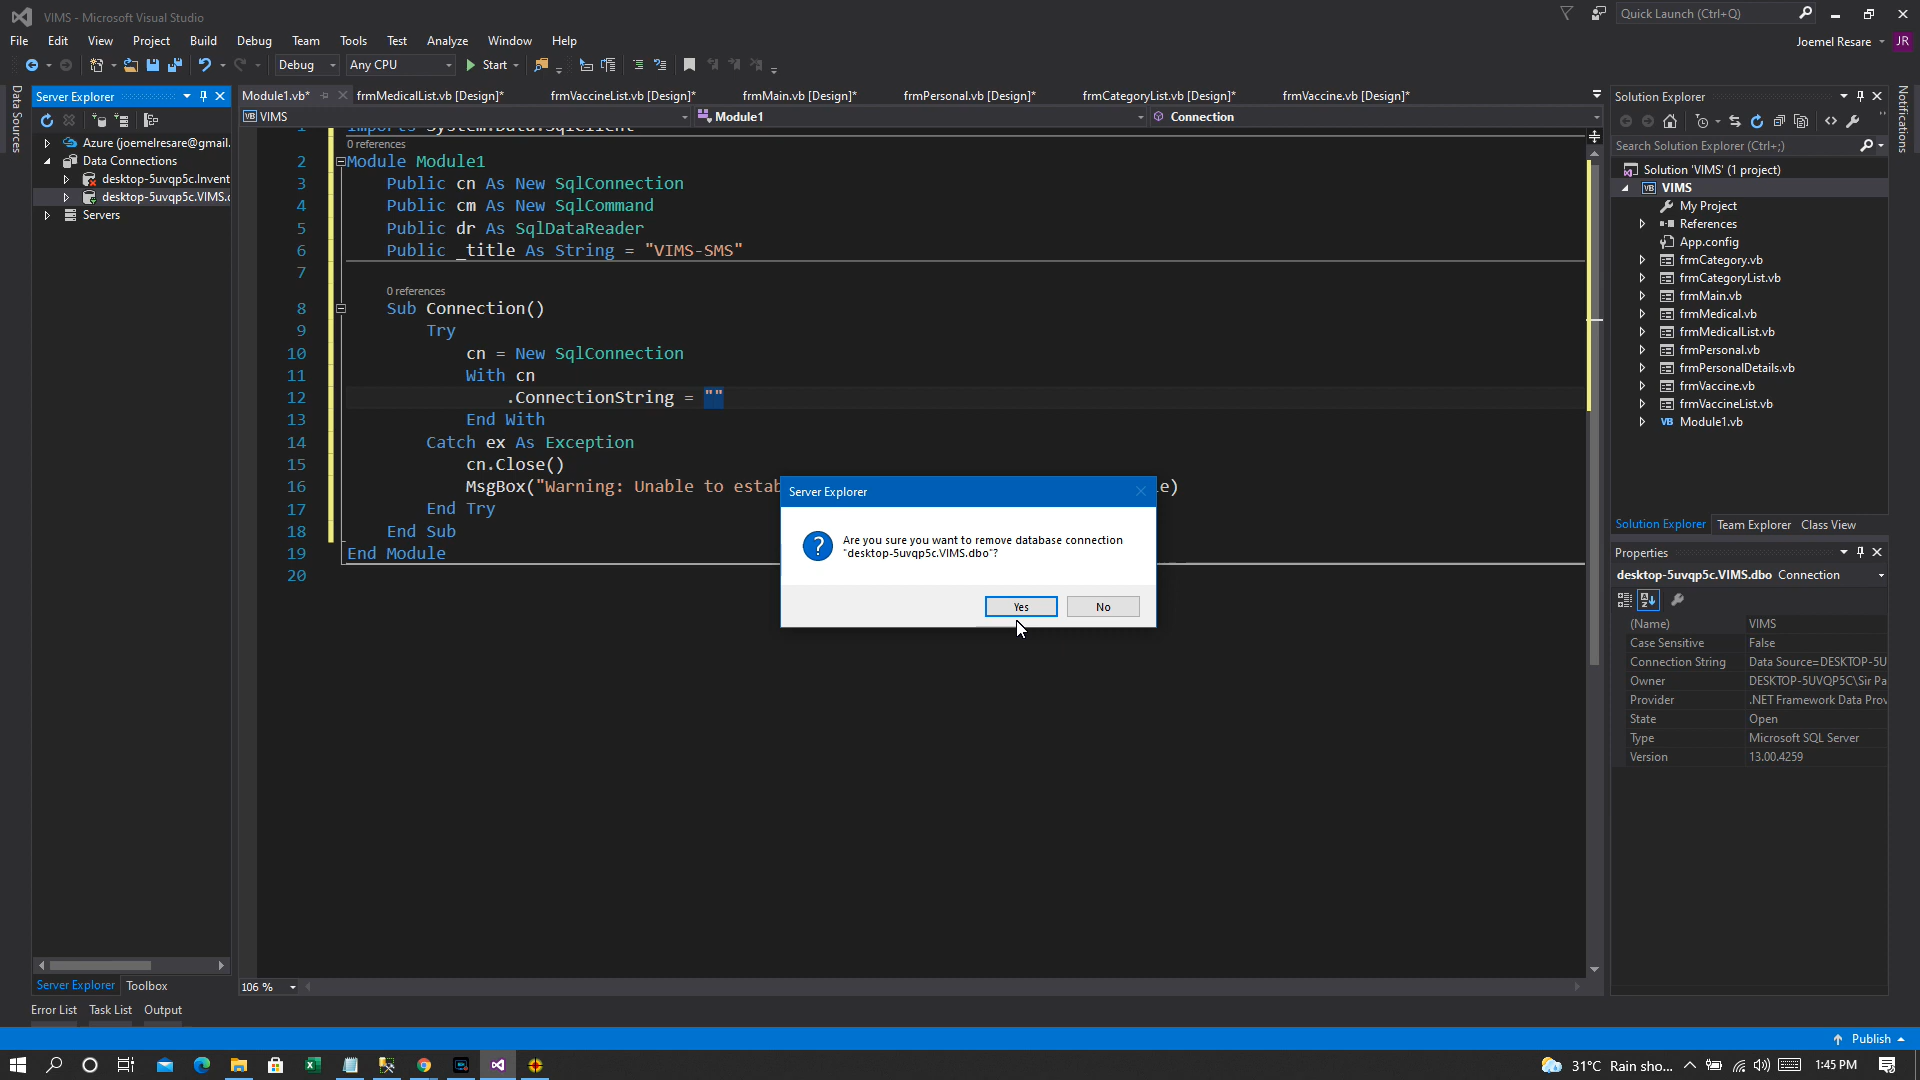 VIMS - Microsoft Visual Studio
Quick Launch (Ctrl+Q)
File Edit View Project Build Debug Team Tools Test Analyze Window Help
Joemel Resare JR
Debug Any CPU Start
Data Sources
Server Explorer
Azure (joemelresare@gmail.
Data Connections
desktop-5uvqp5c.Invent
desktop-5uvqp5c.VIMS.
Servers
Server Explorer Toolbox
Module1.vb* frmMedicalList.vb [Design]* frmVaccineList.vb [Design]* frmMain.vb [Design]* frmPersonal.vb [Design]* frmCategoryList.vb [Design]* frmVaccine.vb [Design]*
VB VIMS Module1 Connection
1 Imports System.Data.SqlClient
0 references
2 Module Module1
3 Public cn As New SqlConnection
4 Public cm As New SqlCommand
5 Public dr As SqlDataReader
6 Public _title As String = "VIMS-SMS"
7
0 references
8 Sub Connection()
9 Try
10 cn = New SqlConnection
11 With cn
12 .ConnectionString = ""
13 End With
14 Catch ex As Exception
15 cn.Close()
16 MsgBox("Warning: Unable to estab le)
17 End Try
18 End Sub
19 End Module
20
106 %
Server Explorer
Are you sure you want to remove database connection
"desktop-5uvqp5c.VIMS.dbo"?
Yes No
Solution Explorer
Search Solution Explorer (Ctrl+;)
Solution 'VIMS' (1 project)
VB VIMS
My Project
References
App.config
frmCategory.vb
frmCategoryList.vb
frmMain.vb
frmMedical.vb
frmMedicalList.vb
frmPersonal.vb
frmPersonalDetails.vb
frmVaccine.vb
frmVaccineList.vb
VB Module1.vb
Solution Explorer Team Explorer Class View
Notifications
Properties
desktop-5uvqp5c.VIMS.dbo Connection
(Name) VIMS
Case Sensitive False
Connection String Data Source=DESKTOP-5U
Owner DESKTOP-5UVQP5C\Sir Pa
Provider .NET Framework Data Prov
State Open
Type Microsoft SQL Server
Version 13.00.4259
Error List Task List Output
Publish
31°C Rain sho... 1:45 PM